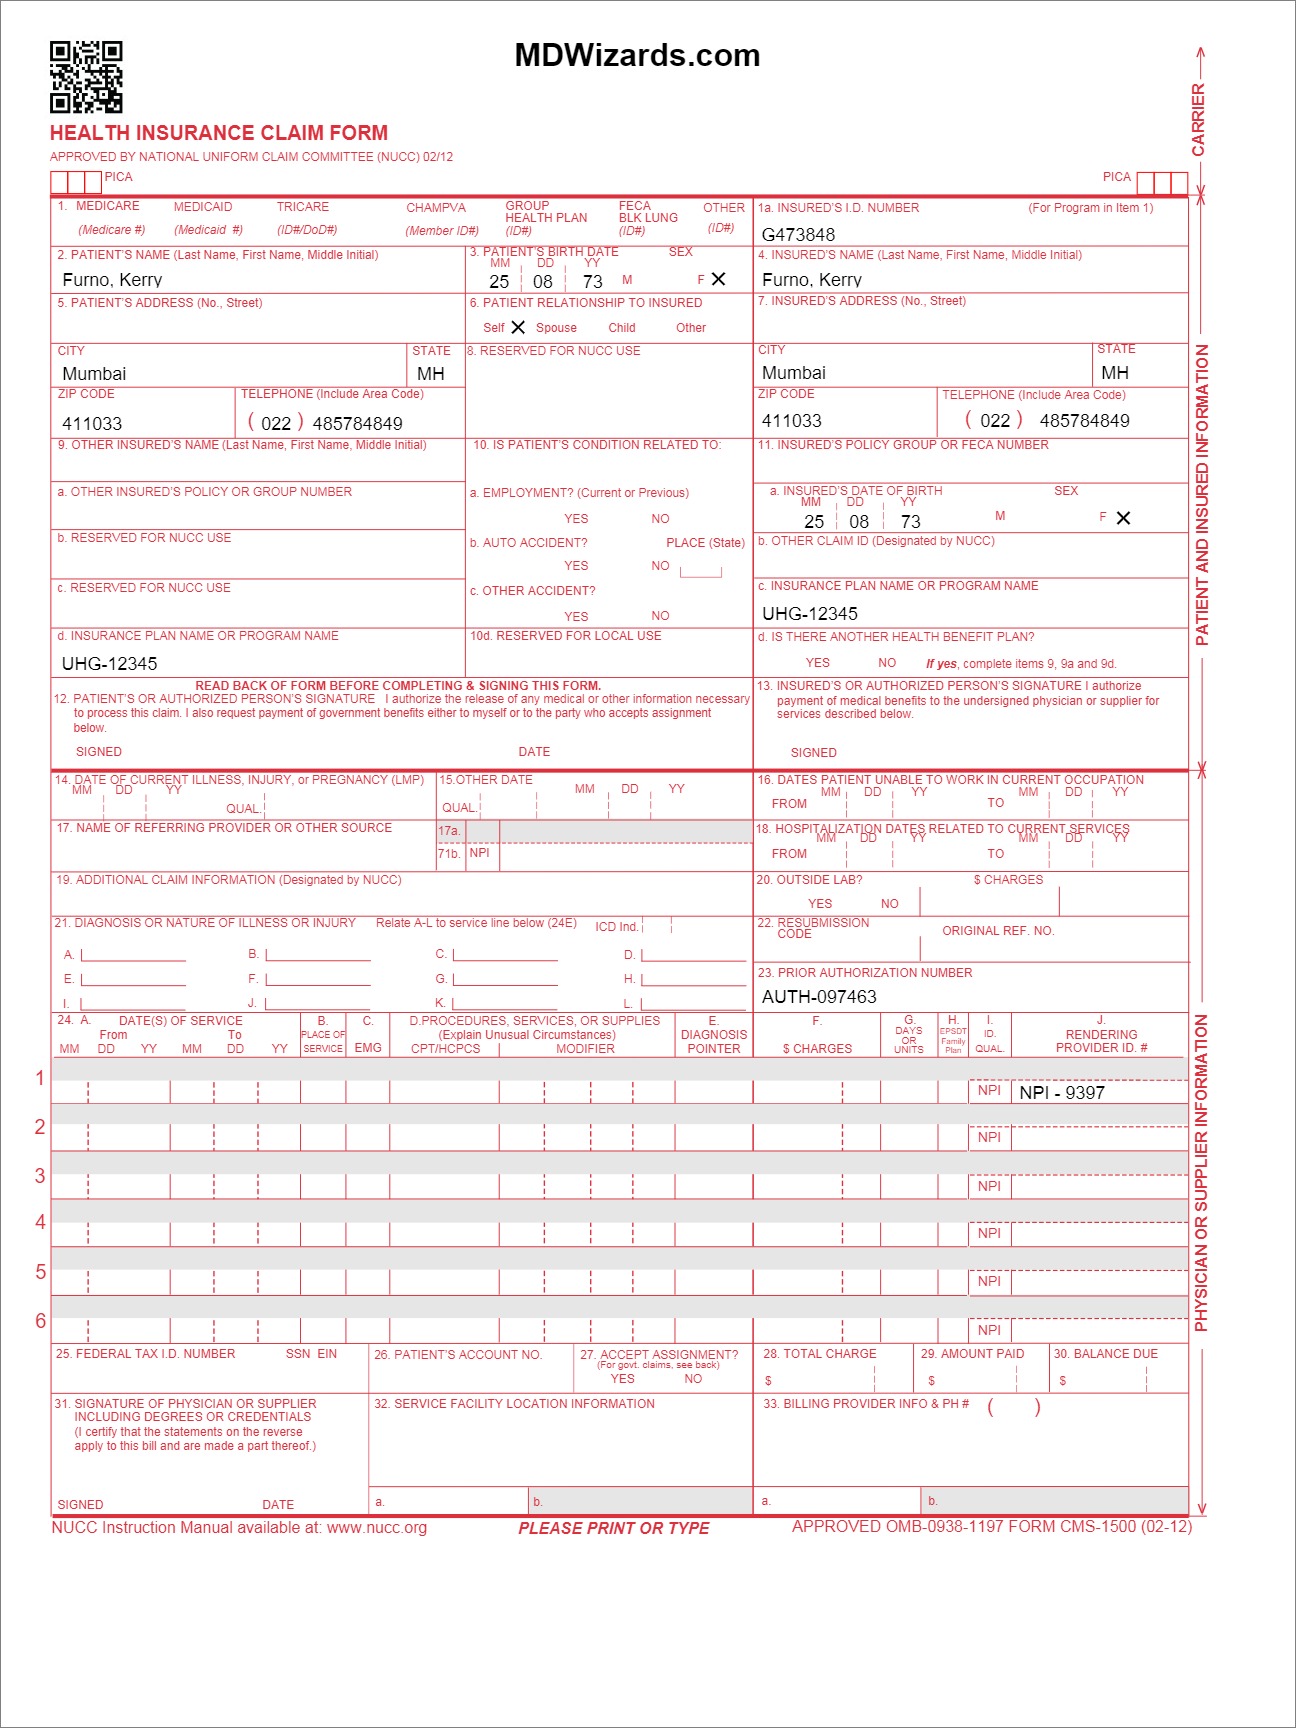 MDWizards.com
HEALTH INSURANCE CLAIM FORM
APPROVED BY NATIONAL UNIFORM CLAIM COMMITTEE (NUCC) 02/12
PICA PICA
CARRIER
1. MEDICARE MEDICAID TRICARE CHAMPVA GROUP HEALTH PLAN FECA BLK LUNG OTHER
(Medicare #) (Medicaid #) (ID#/DoD#) (Member ID#) (ID#) (ID#) (ID#)
1a. INSURED'S I.D. NUMBER (For Program in Item 1)
G473848
2. PATIENT'S NAME (Last Name, First Name, Middle Initial)
Furno, Kerry
3. PATIENT'S BIRTH DATE SEX
MM DD YY
25 08 73 M F X
4. INSURED'S NAME (Last Name, First Name, Middle Initial)
Furno, Kerry
5. PATIENT'S ADDRESS (No., Street)
6. PATIENT RELATIONSHIP TO INSURED
Self X Spouse Child Other
7. INSURED'S ADDRESS (No., Street)
CITY STATE
Mumbai MH
8. RESERVED FOR NUCC USE
CITY STATE
Mumbai MH
ZIP CODE TELEPHONE (Include Area Code)
411033 ( 022 ) 485784849
ZIP CODE TELEPHONE (Include Area Code)
411033 ( 022 ) 485784849
9. OTHER INSURED'S NAME (Last Name, First Name, Middle Initial)
10. IS PATIENT'S CONDITION RELATED TO:
11. INSURED'S POLICY GROUP OR FECA NUMBER
a. OTHER INSURED'S POLICY OR GROUP NUMBER
a. EMPLOYMENT? (Current or Previous)
YES NO
a. INSURED'S DATE OF BIRTH SEX
MM DD YY
25 08 73 M F X
b. RESERVED FOR NUCC USE
b. AUTO ACCIDENT? PLACE (State)
YES NO
b. OTHER CLAIM ID (Designated by NUCC)
c. RESERVED FOR NUCC USE
c. OTHER ACCIDENT?
YES NO
c. INSURANCE PLAN NAME OR PROGRAM NAME
UHG-12345
d. INSURANCE PLAN NAME OR PROGRAM NAME
UHG-12345
10d. RESERVED FOR LOCAL USE
d. IS THERE ANOTHER HEALTH BENEFIT PLAN?
YES NO If yes, complete items 9, 9a and 9d.
PATIENT AND INSURED INFORMATION
READ BACK OF FORM BEFORE COMPLETING & SIGNING THIS FORM.
12. PATIENT'S OR AUTHORIZED PERSON'S SIGNATURE I authorize the release of any medical or other information necessary
to process this claim. I also request payment of government benefits either to myself or to the party who accepts assignment
below.
SIGNED DATE
13. INSURED'S OR AUTHORIZED PERSON'S SIGNATURE I authorize
payment of medical benefits to the undersigned physician or supplier for
services described below.
SIGNED
14. DATE OF CURRENT ILLNESS, INJURY, or PREGNANCY (LMP)
MM DD YY
QUAL.
15.OTHER DATE
MM DD YY
QUAL.
16. DATES PATIENT UNABLE TO WORK IN CURRENT OCCUPATION
MM DD YY MM DD YY
FROM TO
17. NAME OF REFERRING PROVIDER OR OTHER SOURCE
17a.
71b. NPI
18. HOSPITALIZATION DATES RELATED TO CURRENT SERVICES
MM DD YY MM DD YY
FROM TO
19. ADDITIONAL CLAIM INFORMATION (Designated by NUCC)
20. OUTSIDE LAB? $ CHARGES
YES NO
21. DIAGNOSIS OR NATURE OF ILLNESS OR INJURY Relate A-L to service line below (24E) ICD Ind.
A. B. C. D.
E. F. G. H.
I. J. K. L.
22. RESUBMISSION
CODE ORIGINAL REF. NO.
23. PRIOR AUTHORIZATION NUMBER
AUTH-097463
24. A. DATE(S) OF SERVICE
From To
MM DD YY MM DD YY
B.
PLACE OF
SERVICE
C.
EMG
D.PROCEDURES, SERVICES, OR SUPPLIES
(Explain Unusual Circumstances)
CPT/HCPCS MODIFIER
E.
DIAGNOSIS
POINTER
F.
$ CHARGES
G.
DAYS
OR
UNITS
H.
EPSDT
Family
Plan
I.
ID.
QUAL.
J.
RENDERING
PROVIDER ID. #
1 NPI NPI - 9397
2 NPI
3 NPI
4 NPI
5 NPI
6 NPI
25. FEDERAL TAX I.D. NUMBER SSN EIN
26. PATIENT'S ACCOUNT NO.
27. ACCEPT ASSIGNMENT?
(For govt. claims, see back)
YES NO
28. TOTAL CHARGE
$
29. AMOUNT PAID
$
30. BALANCE DUE
$
31. SIGNATURE OF PHYSICIAN OR SUPPLIER
INCLUDING DEGREES OR CREDENTIALS
(I certify that the statements on the reverse
apply to this bill and are made a part thereof.)
SIGNED DATE
32. SERVICE FACILITY LOCATION INFORMATION
a. b.
33. BILLING PROVIDER INFO & PH # ( )
a. b.
PHYSICIAN OR SUPPLIER INFORMATION
NUCC Instruction Manual available at: www.nucc.org
PLEASE PRINT OR TYPE
APPROVED OMB-0938-1197 FORM CMS-1500 (02-12)